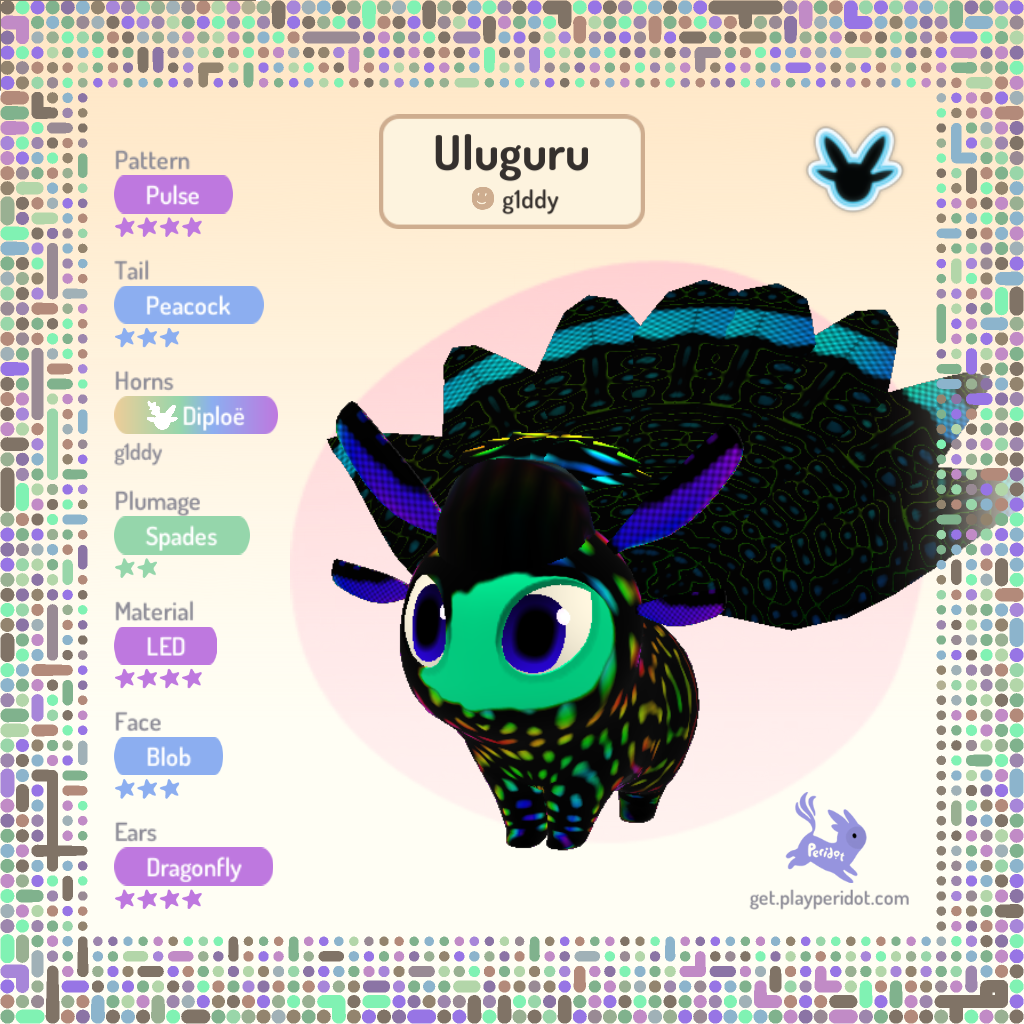 Uluguru
g1ddy
Pattern
Pulse
Tail
Peacock
Horns
Diploë
g1ddy
Plumage
Spades
Material
LED
Face
Blob
Ears
Dragonfly
Peridot
get.playperidot.com